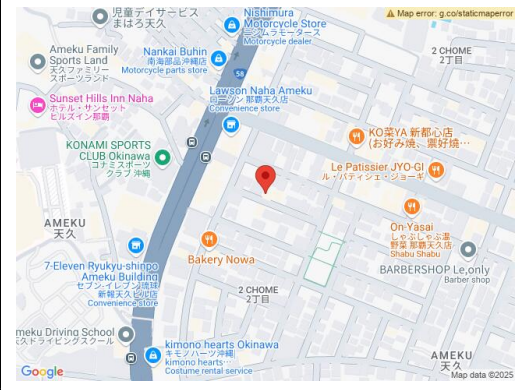 児童デイサービス
まはろ天久
Nishimura
Motorcycle Store
ニシムラモータース
Motorcycle dealer
Map error: g.co/staticmaperror
Ameku Family
Sports Land
天久ファミリー
スポーツランド
Nankai Buhin
南海部品沖縄店
Motorcycle parts store
58
2 CHOME
2丁目
Sunset Hills Inn Naha
ホテル・サンセット
ヒルズイン那覇
Lawson Naha Ameku
ローソン 那覇天久店
Convenience store
KO菜YA 新都心店
(お好み焼、鬻好焼…
KONAMI SPORTS
CLUB Okinawa
コナミスポーツ
クラブ 沖縄
Le Patissier JYO-GI
ル・パティシェ・ジョーギ
AMEKU
天久
On-Yasai
しゃぶしゃぶ温
野菜 那覇天久店
Shabu Shabu
Bakery Nowa
7-Eleven Ryukyu-shinpo
Ameku Building
セブン-イレブン 琉球
新報天久ビル店
Convenience store
BARBERSHOP Le,only
Barber shop
2 CHOME
2丁目
meku Driving School
久ドライビングスクール
kimono hearts Okinawa
キモノハーツ沖縄|
kimono hearts
Costume rental service
AMEKU
天久
Google
Map data ©2025